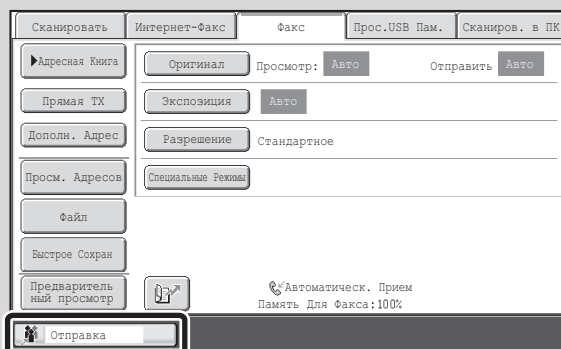 Сканировать Интернет-Факс Факс Прос.USB Пам. Сканиров. в ПК
Адресная Книга
Оригинал Просмотр: Авто Отправить Авто
Прямая TX
Экспозиция Авто
Дополн. Адрес
Разрешение Стандартное
Просм. Адресов
Специальные Режимы
Файл
Быстрое Сохран
Предваритель
ный просмотр
Автоматическ. Прием
Память Для Факса:100%
Отправка